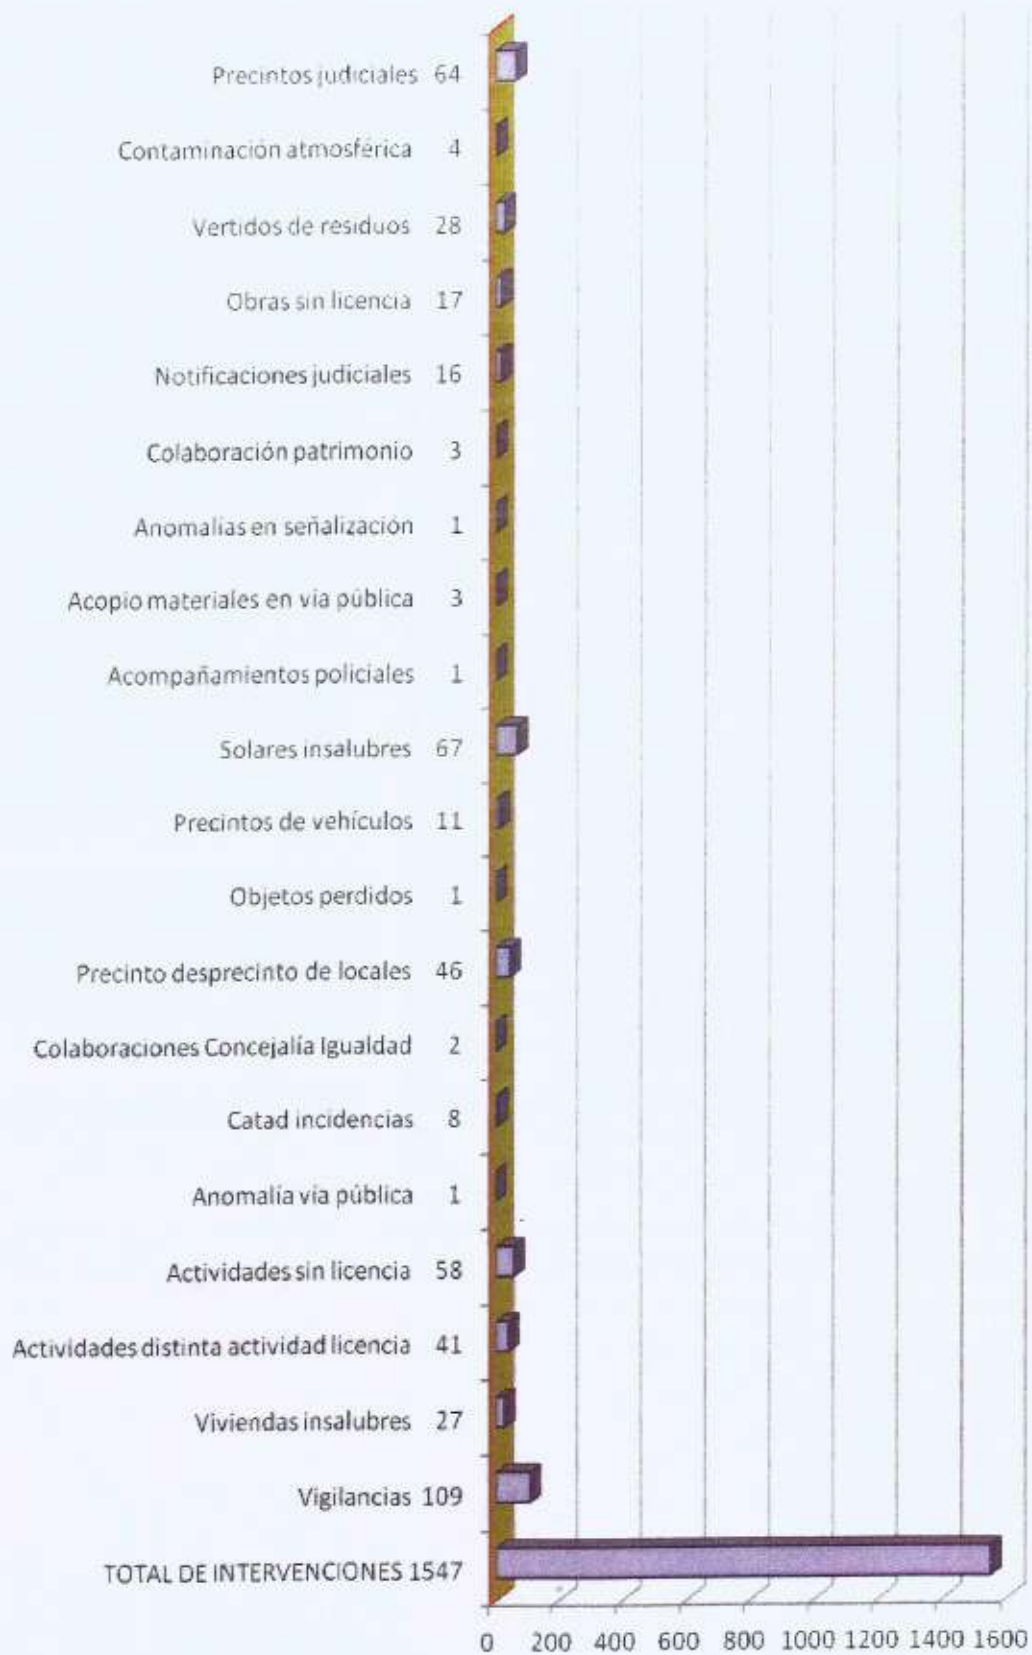 Precintos judiciales 64
Contaminación atmosférica 4
Vertidos de residuos 28
Obras sin licencia 17
Notificaciones judiciales 16
Colaboración patrimonio 3
Anomalías en señalización 1
Acopio materiales en vía pública 3
Acompañamientos policiales 1
Solares insalubres 67
Precintos de vehículos 11
Objetos perdidos 1
Precinto desprecinto de locales 46
Colaboraciones Concejalía Igualdad 2
Catad incidencias 8
Anomalía vía pública 1
Actividades sin licencia 58
Actividades distinta actividad licencia 41
Viviendas insalubres 27
Vigilancias 109
TOTAL DE INTERVENCIONES 1547
0 200 400 600 800 1000 1200 1400 1600